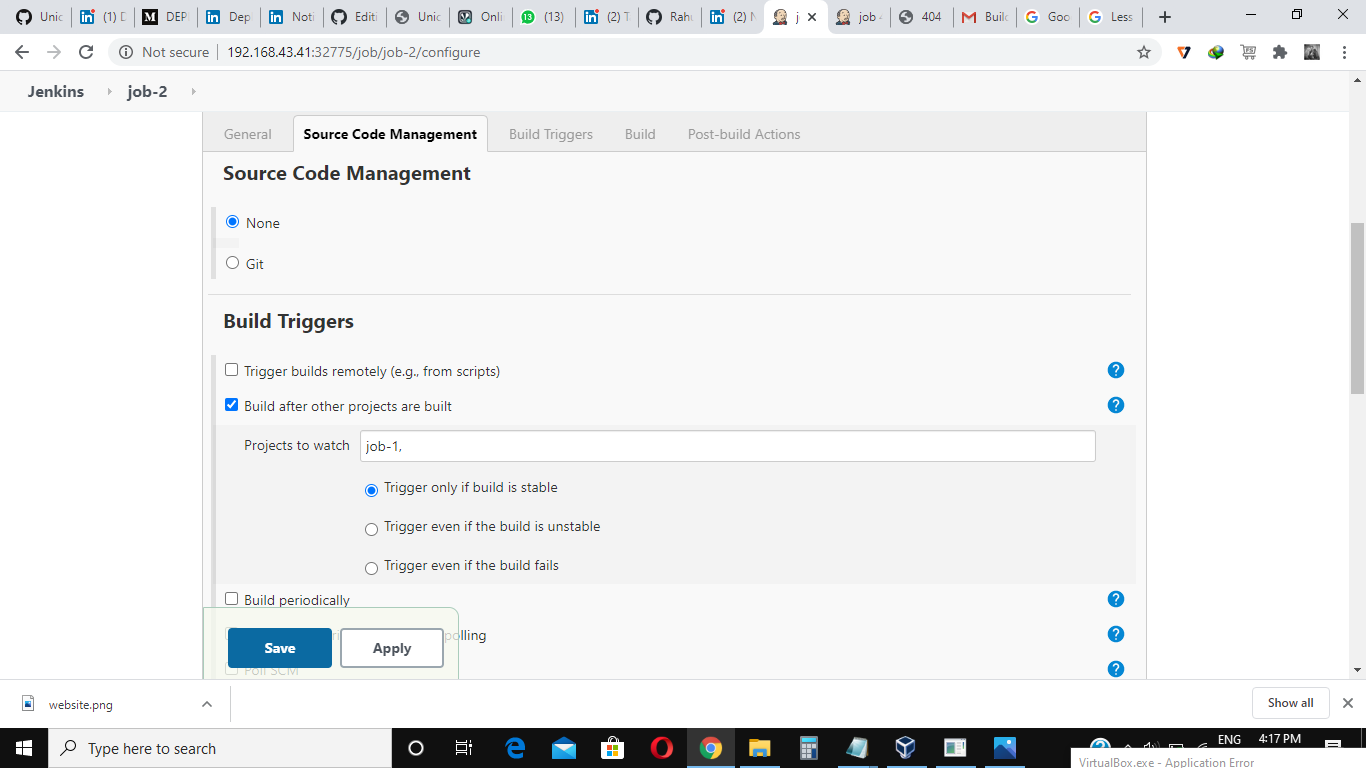 Unic
(1) D
DEP
Dep
Noti
Editi
Unic
Onli
(13)
(2) T
Rahu
(2) N
j
job
404
Build
Goo
Less
Not secure
192.168.43.41:32775/job/job-2/configure
Jenkins
job-2
General
Source Code Management
Build Triggers
Build
Post-build Actions
Source Code Management
None
Git
Build Triggers
Trigger builds remotely (e.g., from scripts)
Build after other projects are built
Projects to watch
job-1,
Trigger only if build is stable
Trigger even if the build is unstable
Trigger even if the build fails
Build periodically
polling
Save
Apply
Poll SCM
website.png
Show all
Type here to search
ENG
4:17 PM
VirtualBox.exe - Application Error